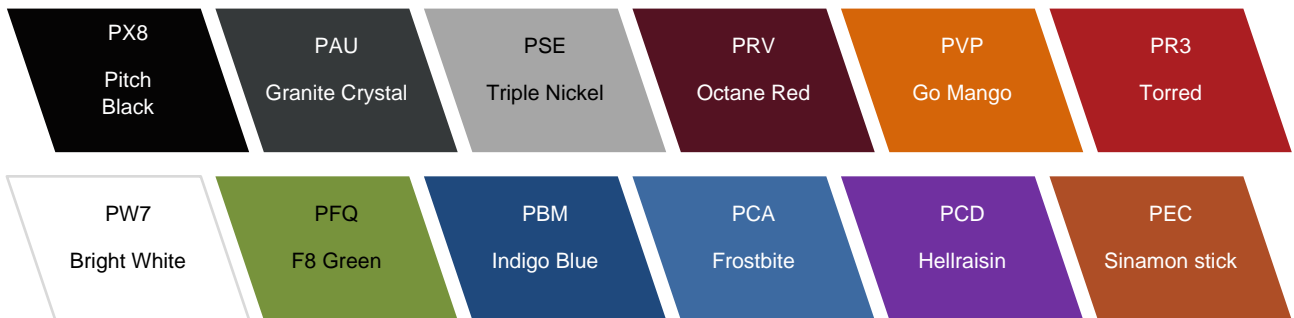 PX8
Pitch
Black
PAU
Granite Crystal
PSE
Triple Nickel
PRV
Octane Red
PVP
Go Mango
PR3
Torred
PW7
Bright White
PFQ
F8 Green
PBM
Indigo Blue
PCA
Frostbite
PCD
Hellraisin
PEC
Sinamon stick